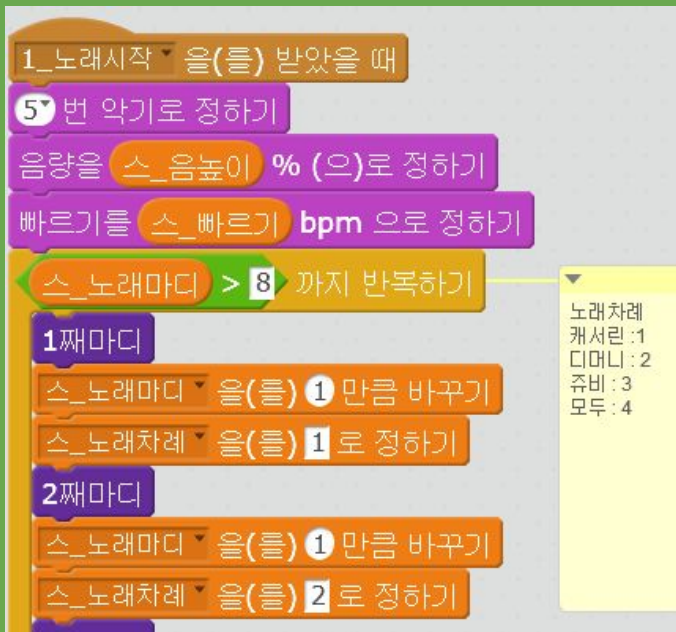 1_노래시작 을(를) 받았을 때
5 번 악기로 정하기
음량을 스_음높이 % (으)로 정하기
빠르기를 스_빠르기 bpm 으로 정하기
스_노래마디 > 8 까지 반복하기
1째마디
스_노래마디 을(를) 1 만큼 바꾸기
스_노래차례 을(를) 1 로 정하기
2째마디
스_노래마디 을(를) 1 만큼 바꾸기
스_노래차례 을(를) 2 로 정하기
노래차례
캐서린 :1
디머니 : 2
쥬비 : 3
모두 : 4